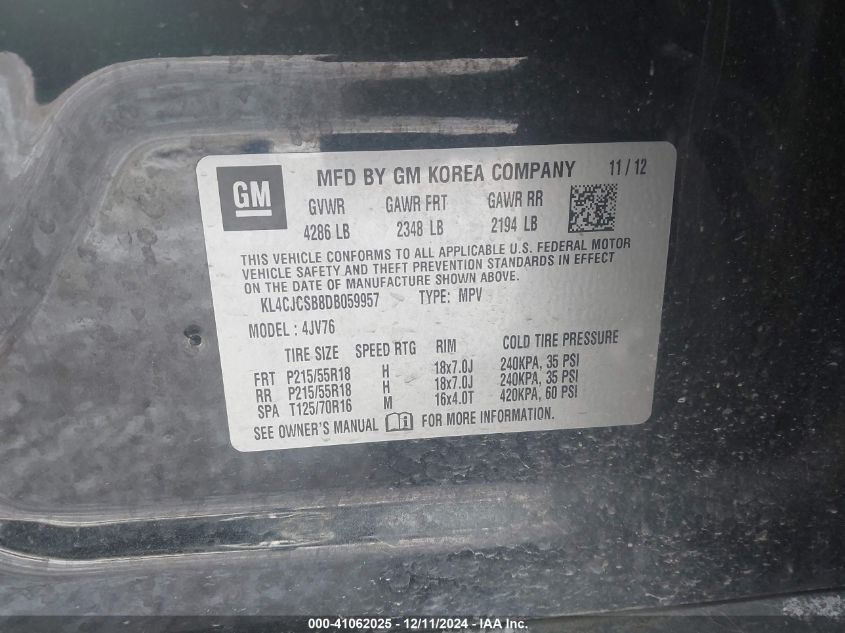 GM
MFD BY GM KOREA COMPANY 11 / 12
GVWR GAWR FRT GAWR RR
4286 LB 2348 LB 2194 LB
THIS VEHICLE CONFORMS TO ALL APPLICABLE U.S. FEDERAL MOTOR
VEHICLE SAFETY AND THEFT PREVENTION STANDARDS IN EFFECT
ON THE DATE OF MANUFACTURE SHOWN ABOVE.
KL4CJCSB8DB059957 TYPE: MPV
MODEL : 4JV76
TIRE SIZE SPEED RTG RIM COLD TIRE PRESSURE
FRT P215/55R18 H 18x7.0J 240KPA, 35 PSI
RR P215/55R18 H 18x7.0J 240KPA, 35 PSI
SPA T125/70R16 M 16x4.0T 420KPA, 60 PSI
SEE OWNER'S MANUAL FOR MORE INFORMATION.
000-41062025 - 12/11/2024 - IAA Inc.